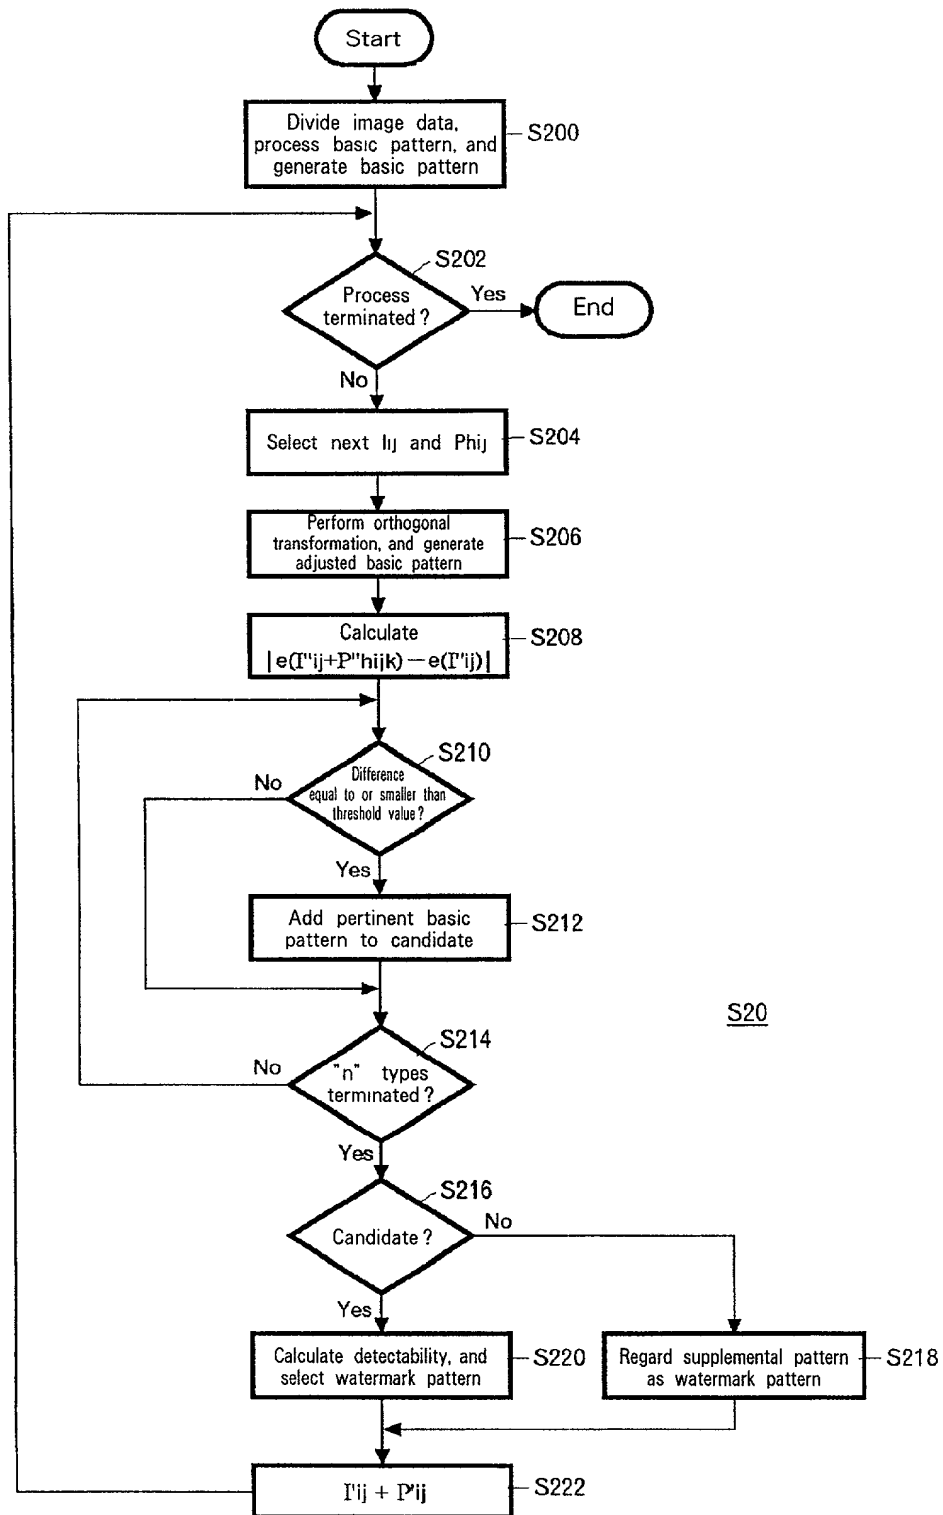 Start
Divide image data,
process basic pattern, and
generate basic pattern
S200
S202
Process
terminated ?
Yes
End
No
Select next Iij and Phij
S204
Perform orthogonal
transformation, and generate
adjusted basic pattern
S206
Calculate
|e(I''ij+P''hijk)−e(I''ij)|
S208
S210
Difference
equal to or smaller than
threshold value?
No
Yes
Add pertinent basic
pattern to candidate
S212
S20
S214
"n" types
terminated ?
No
Yes
S216
Candidate ?
No
Yes
Calculate detectability, and
select watermark pattern
S220
Regard supplemental pattern
as watermark pattern
S218
I'ij + P'ij
S222